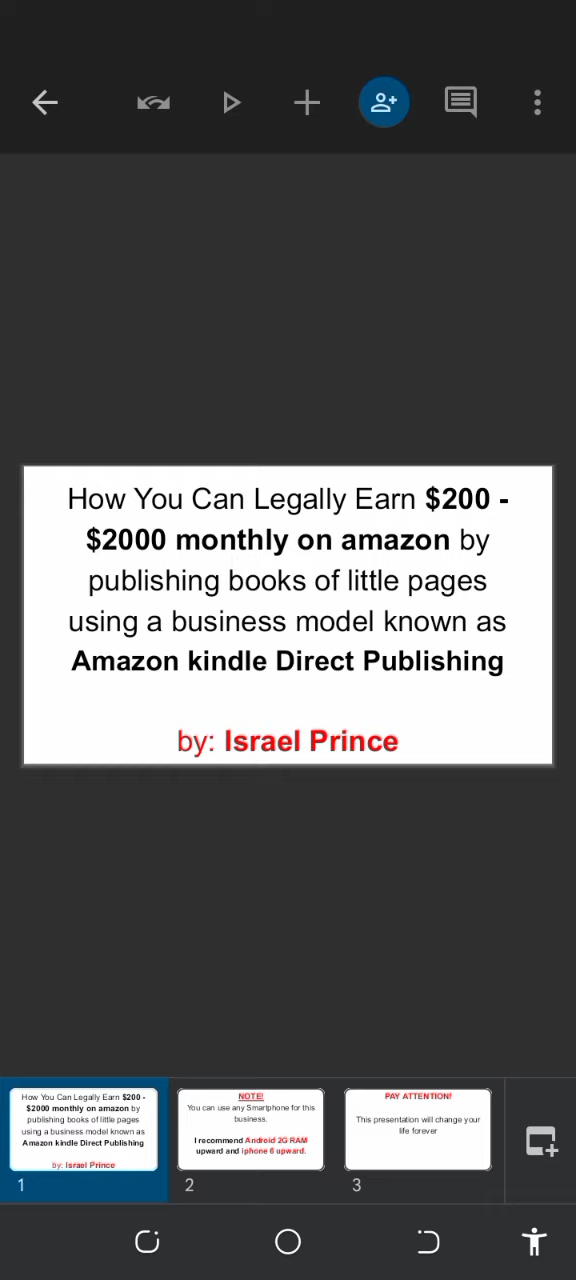 How You Can Legally Earn $200 -
$2000 monthly on amazon by
publishing books of little pages
using a business model known as
Amazon kindle Direct Publishing
by: Israel Prince
How You Can Legally Earn $200 -
$2000 monthly on amazon by
publishing books of little pages
using a business model known as
Amazon kindle Direct Publishing
by: Israel Prince
1
NOTE!
You can use any Smartphone for this
business.
I recommend Android 2G RAM
upward and iphone 6 upward.
2
PAY ATTENTION!
This presentation will change your
life forever
3